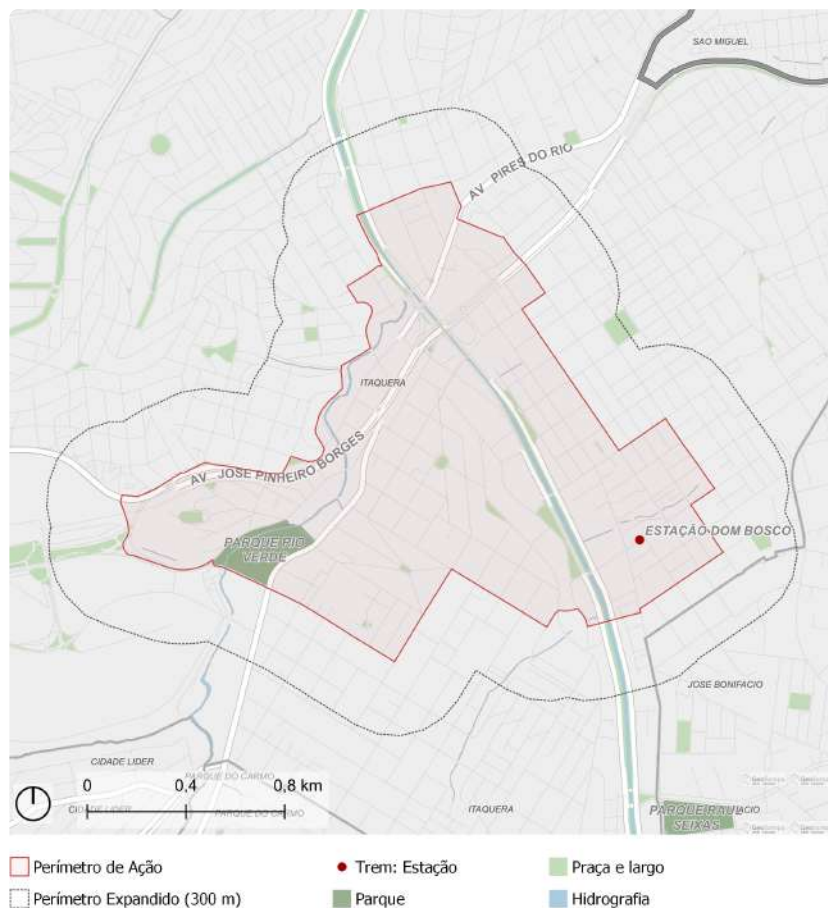 SAO MIGUEL
AV PIRES DO RIO
ITAQUERA
AV JOSE PINHEIRO BORGES
ESTAÇÃO DOM BOSCO
PARQUE RIO
VERDE
JOSE BONIFACIO
CIDADE LIDER
PARQUE DO CARMO
0 0,4 0,8 km
CIDADE LIDER
PARQUE DO CARMO
ITAQUERA
PARQUE RAUL
SEIXAS
Perímetro de Ação
Trem: Estação
Praça e largo
Perímetro Expandido (300 m)
Parque
Hidrografia